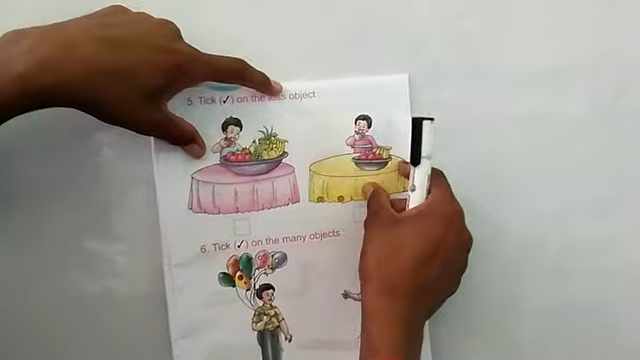 5. Tick (✓) on the less object :
6. Tick (✓) on the many objects :